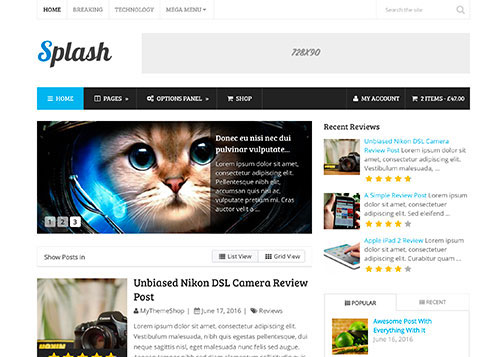 HOME BREAKING TECHNOLOGY MEGA MENU Search the site
Splash
728X90
HOME PAGES » OPTIONS PANEL » SHOP MY ACCOUNT 2 ITEMS - £47.00
Donec eu nisi nec dui
pulvinar vulputate...
Lorem ipsum dolor sit amet,
consectetur adipiscing elit.
Pellentesque nibh elit,
accumsan quis nisi ac,
vulputate pretium mi. Cras
auctor velit a ...
1 2 3
Recent Reviews
Unbiased Nikon DSL Camera
Review Post Lorem ipsum dolor
sit amet, consectetur adipiscing elit.
Vestibulum malesuada, ...
A Simple Review Post Lorem ipsum
dolor sit amet, consectetuer
adipiscing elit. Sed eleifend ...
Apple iPad 2 Review Lorem ipsum
dolor sit amet, consectetuer
adipiscing elit. Curabitur quam ...
Show Posts in List View Grid View
Unbiased Nikon DSL Camera Review
Post
MyThemeShop | June 17, 2016 | Reviews
Lorem ipsum dolor sit amet, consectetur adipiscing elit.
Vestibulum malesuada, nibh quis egestas pellentesque, dui
neque sagittis nisl, eget malesuada nunc felis sed augue.
POPULAR RECENT
Awesome Post With
Everything With It
June 16, 2016